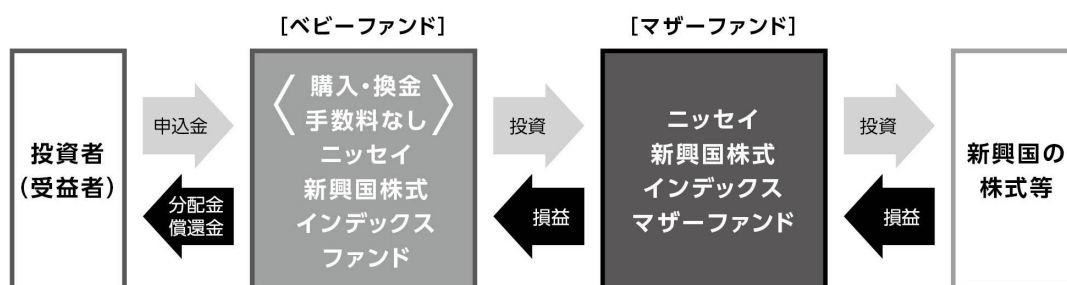 [ベビーファンド]
[マザーファンド]
投資者
(受益者)
申込金
分配金
償還金
〈購入・換金
手数料なし〉
ニッセイ
新興国株式
インデックス
ファンド
投資
損益
ニッセイ
新興国株式
インデックス
マザーファンド
投資
損益
新興国の
株式等